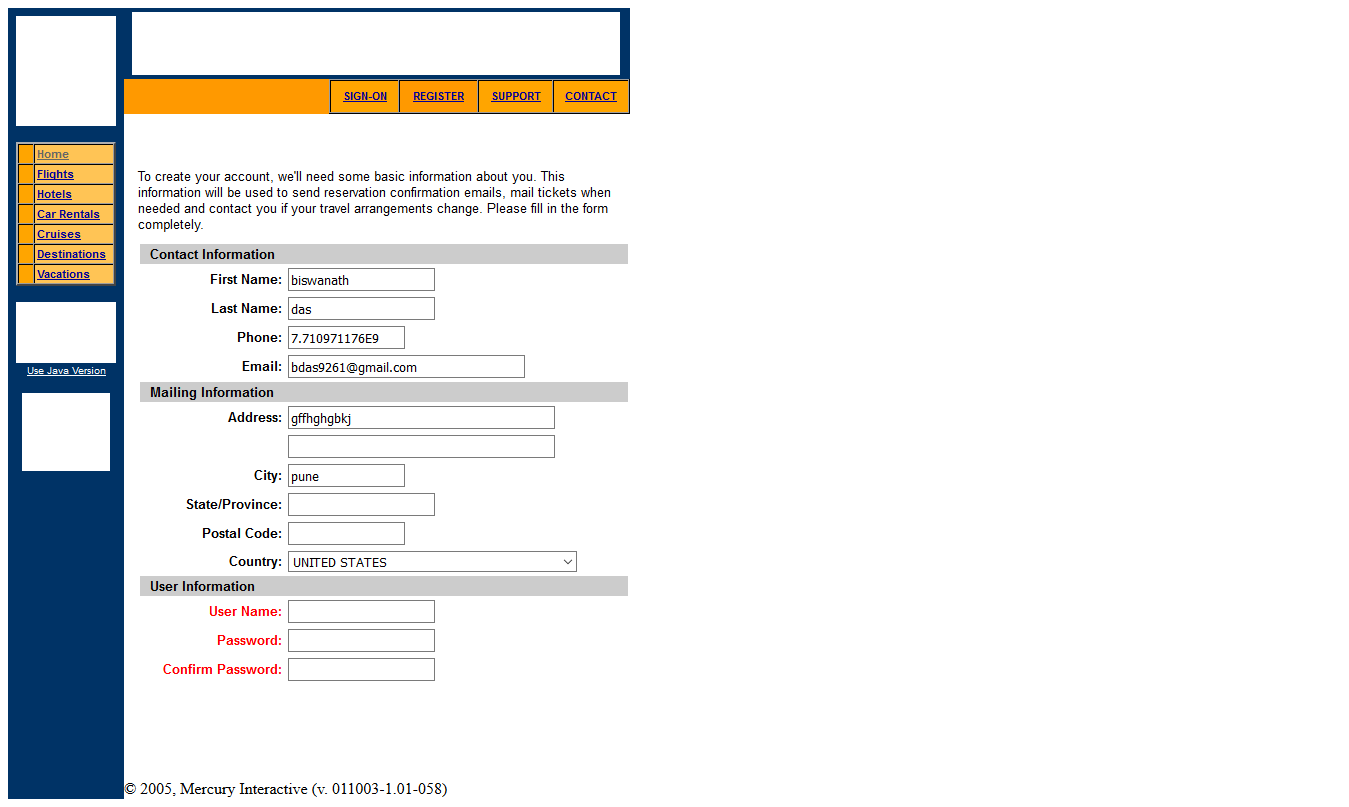 SIGN-ON REGISTER SUPPORT CONTACT
Home
Flights
Hotels
Car Rentals
Cruises
Destinations
Vacations
Use Java Version
To create your account, we'll need some basic information about you. This
information will be used to send reservation confirmation emails, mail tickets when
needed and contact you if your travel arrangements change. Please fill in the form
completely.
Contact Information
First Name: biswanath
Last Name: das
Phone: 7.710971176E9
Email: bdas9261@gmail.com
Mailing Information
Address: gffhghgbkj
City: pune
State/Province:
Postal Code:
Country: UNITED STATES
User Information
User Name:
Password:
Confirm Password:
© 2005, Mercury Interactive (v. 011003-1.01-058)